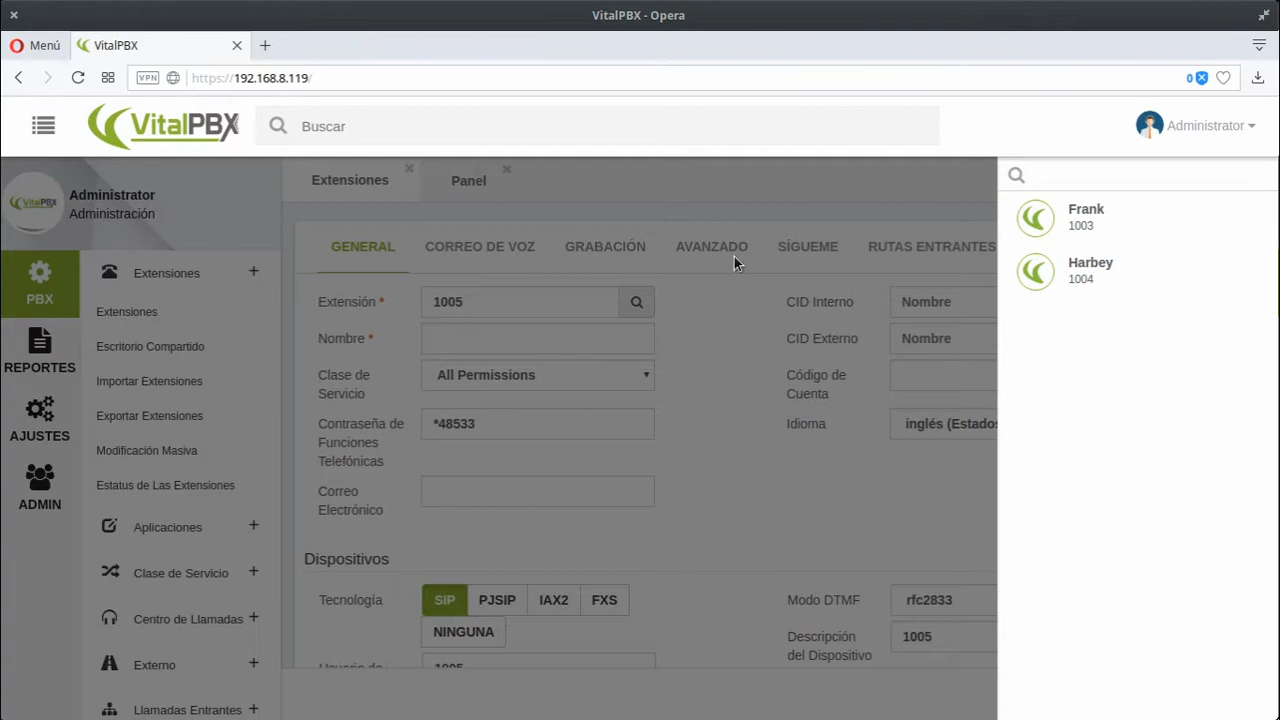 VitalPBX - Opera
Menú
VitalPBX
VPN
https://192.168.8.119/
0
VitalPBX
Buscar
Administrator
VitalPBX
Administrator
Administración
Extensiones
Panel
PBX
REPORTES
AJUSTES
ADMIN
Extensiones
Extensiones
Escritorio Compartido
Importar Extensiones
Exportar Extensiones
Modificación Masiva
Estatus de Las Extensiones
Aplicaciones
Clase de Servicio
Centro de Llamadas
Externo
Llamadas Entrantes
GENERAL
CORREO DE VOZ
GRABACIÓN
AVANZADO
SÍGUEME
RUTAS ENTRANTES
Extensión *
1005
Nombre *
Clase de
Servicio
All Permissions
Contraseña de
Funciones
Telefónicas
*48533
Correo
Electrónico
CID Interno
Nombre
CID Externo
Nombre
Código de
Cuenta
Idioma
inglés (Estados
Dispositivos
Tecnología
SIP
PJSIP
IAX2
FXS
NINGUNA
Usuario de
1005
Modo DTMF
rfc2833
Descripción
del Dispositivo
1005
Frank
1003
Harbey
1004